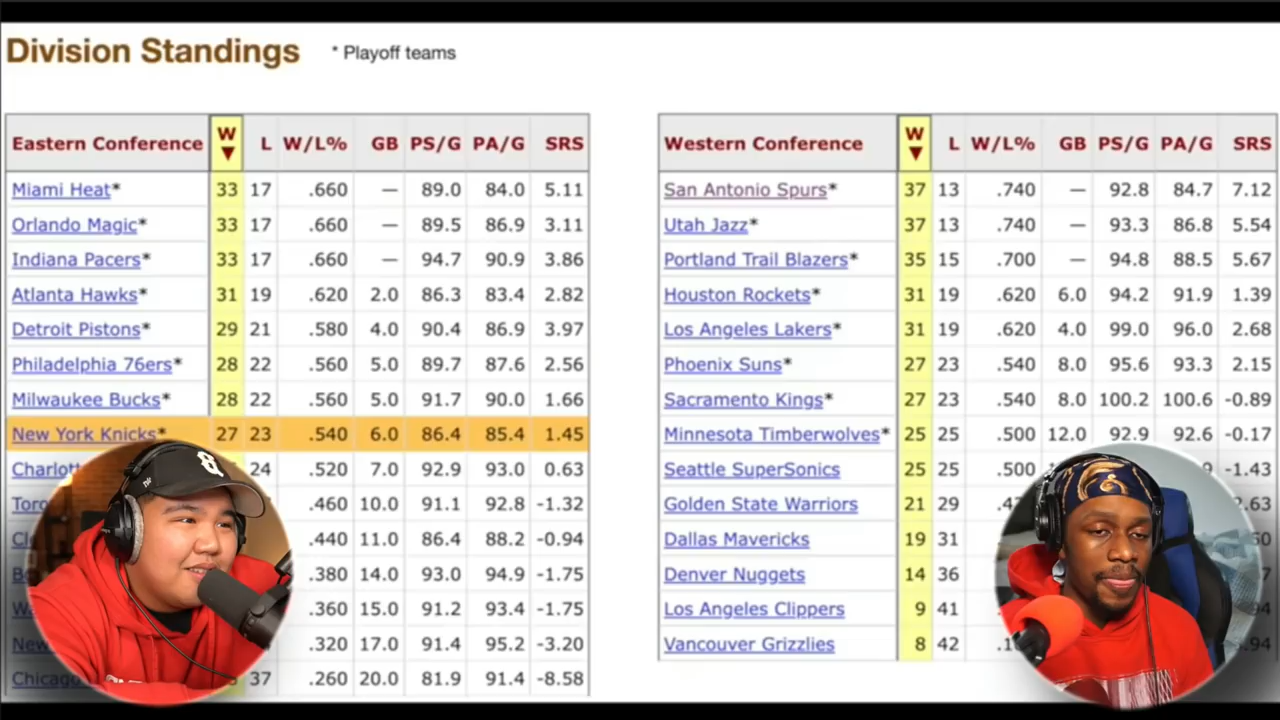 Division Standings * Playoff teams
Eastern Conference W ▼ L W/L% GB PS/G PA/G SRS
Miami Heat* 33 17 .660 — 89.0 84.0 5.11
Orlando Magic* 33 17 .660 — 89.5 86.9 3.11
Indiana Pacers* 33 17 .660 — 94.7 90.9 3.86
Atlanta Hawks* 31 19 .620 2.0 86.3 83.4 2.82
Detroit Pistons* 29 21 .580 4.0 90.4 86.9 3.97
Philadelphia 76ers* 28 22 .560 5.0 89.7 87.6 2.56
Milwaukee Bucks* 28 22 .560 5.0 91.7 90.0 1.66
New York Knicks* 27 23 .540 6.0 86.4 85.4 1.45
24 .520 7.0 92.9 93.0 0.63
.460 10.0 91.1 92.8 -1.32
.440 11.0 86.4 88.2 -0.94
.380 14.0 93.0 94.9 -1.75
.360 15.0 91.2 93.4 -1.75
.320 17.0 91.4 95.2 -3.20
Chicago 37 .260 20.0 81.9 91.4 -8.58
Western Conference W ▼ L W/L% GB PS/G PA/G SRS
San Antonio Spurs* 37 13 .740 — 92.8 84.7 7.12
Utah Jazz* 37 13 .740 — 93.3 86.8 5.54
Portland Trail Blazers* 35 15 .700 — 94.8 88.5 5.67
Houston Rockets* 31 19 .620 6.0 94.2 91.9 1.39
Los Angeles Lakers* 31 19 .620 4.0 99.0 96.0 2.68
Phoenix Suns* 27 23 .540 8.0 95.6 93.3 2.15
Sacramento Kings* 27 23 .540 8.0 100.2 100.6 -0.89
Minnesota Timberwolves* 25 25 .500 12.0 92.9 92.6 -0.17
Seattle SuperSonics 25 25 .500 -1.43
Golden State Warriors 21 29
Dallas Mavericks 19 31
Denver Nuggets 14 36
Los Angeles Clippers 9 41
Vancouver Grizzlies 8 42